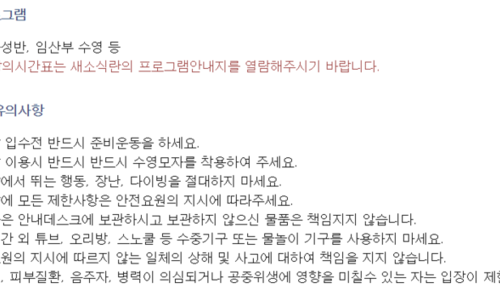 그램
성반, 임산부 수영 등
의시간표는 새소식란의 프로그램안내지를 열람해주시기 바랍니다.
유의사항
입수전 반드시 준비운동을 하세요.
이용시 반드시 반드시 수영모자를 착용하여 주세요.
에서 뛰는 행동, 장난, 다이빙을 절대하지 마세요.
에 모든 제한사항은 안전요원의 지시에 따라주세요.
은 안내데스크에 보관하시고 보관하지 않으신 물품은 책임지지 않습니다.
간 외 튜브, 오리방, 스노쿨 등 수중기구 또는 물놀이 기구를 사용하지 마세요.
원의 지시에 따르지 않는 일체의 상해 및 사고에 대하여 책임을 지지 않습니다.
, 피부질환, 음주자, 병력이 의심되거나 공중위생에 영향을 미칠수 있는 자는 입장이 제